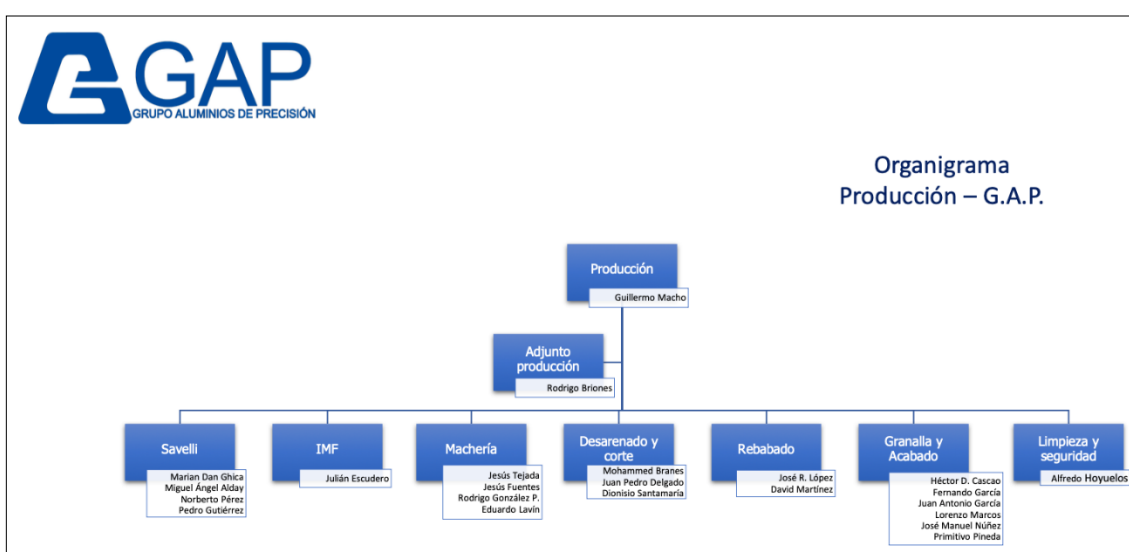 GAP
GRUPO ALUMINIOS DE PRECISIÓN
Organigrama
Producción – G.A.P.
Producción
Guillermo Macho
Adjunto
producción
Rodrigo Briones
Savelli
Marian Dan Ghica
Miguel Ángel Alday
Norberto Pérez
Pedro Gutiérrez
IMF
Julián Escudero
Machería
Jesús Tejada
Jesús Fuentes
Rodrigo González P.
Eduardo Lavín
Desarenado y
corte
Mohammed Branes
Juan Pedro Delgado
Dionisio Santamaría
Rebabado
José R. López
David Martínez
Granalla y
Acabado
Héctor D. Cascao
Fernando García
Juan Antonio García
Lorenzo Marcos
José Manuel Núñez
Primitivo Pineda
Limpieza y
seguridad
Alfredo Hoyuelos